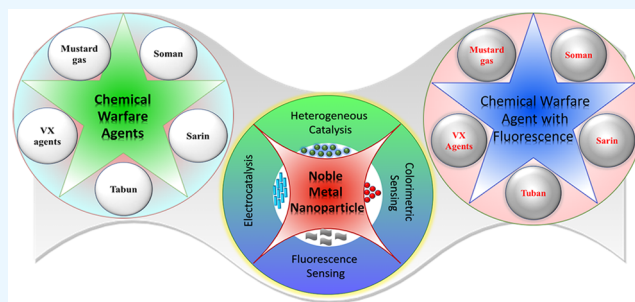 Mustard
gas
Soman
Chemical
Warfare
Agents
VX
agents
Sarin
Tabun
Heterogeneous
Catalysis
Electrocatalysis
Noble
Metal
Nanoparticle
Colorimetric
Sensing
Fluorescence
Sensing
Mustard
gas
Soman
Chemical Warfare
Agent with
Fluorescence
VX
Agents
Sarin
Tuban